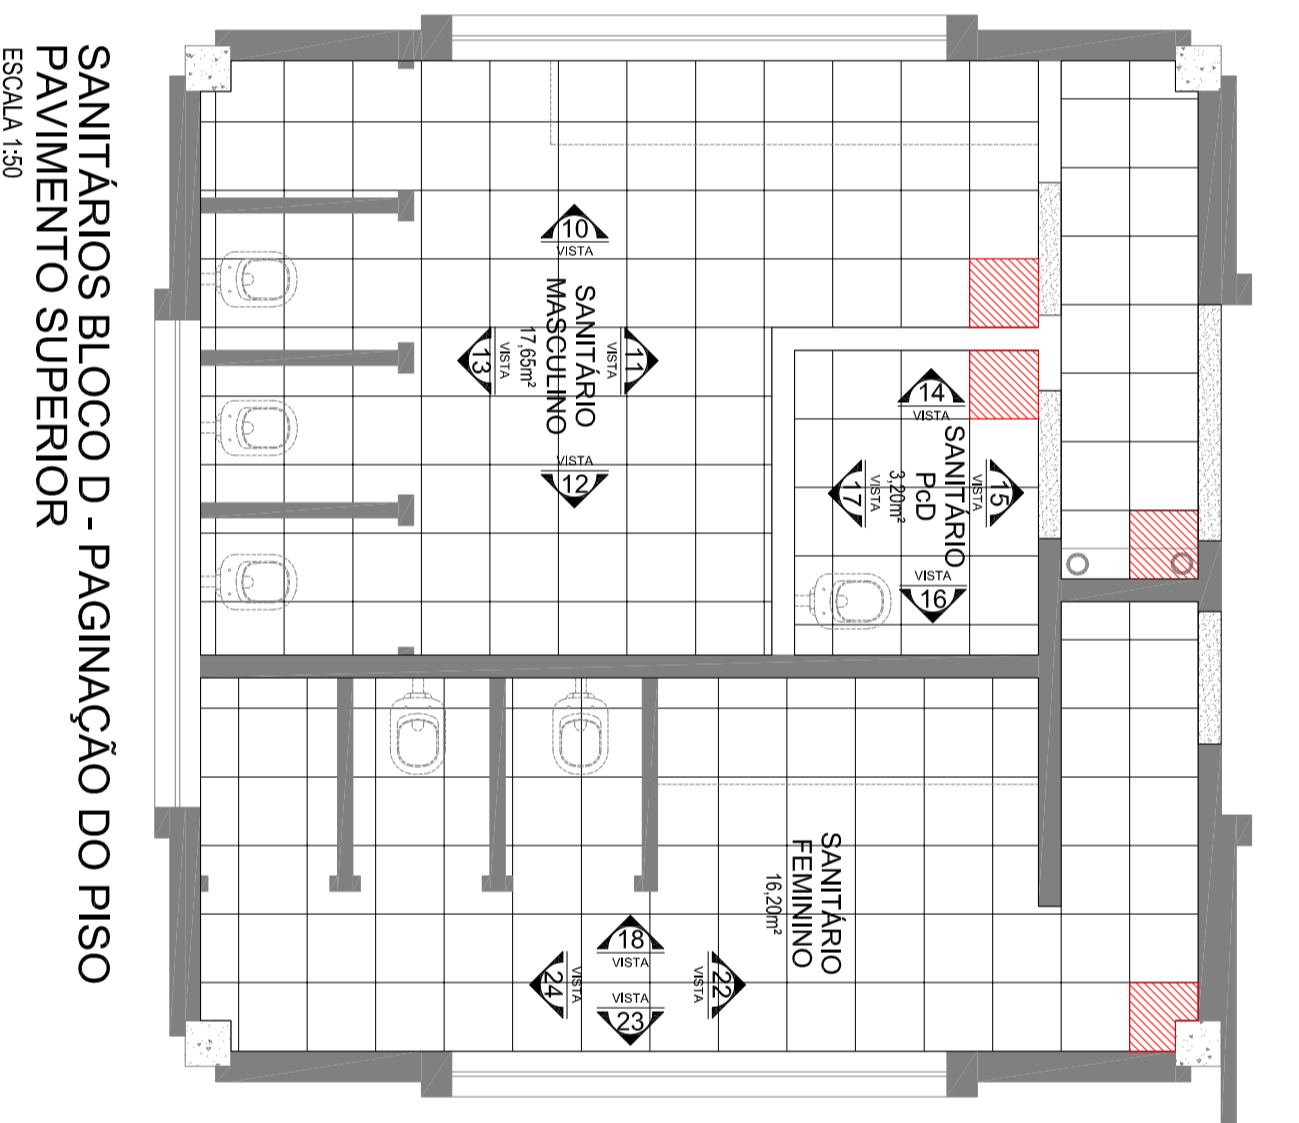 SANITÁRIOS BLOCO D - PAGINAÇÃO DO PISO
PAVIMENTO SUPERIOR
ESCALA 1:50
10
VISTA
SANITÁRIO
MASCULINO
17,65m²
11
VISTA
13
VISTA
VISTA
12
14
VISTA
SANITÁRIO
PcD
3,20m²
15
VISTA
17
VISTA
VISTA
16
SANITÁRIO
FEMININO
16,20m²
18
VISTA
22
VISTA
24
VISTA
VISTA
23